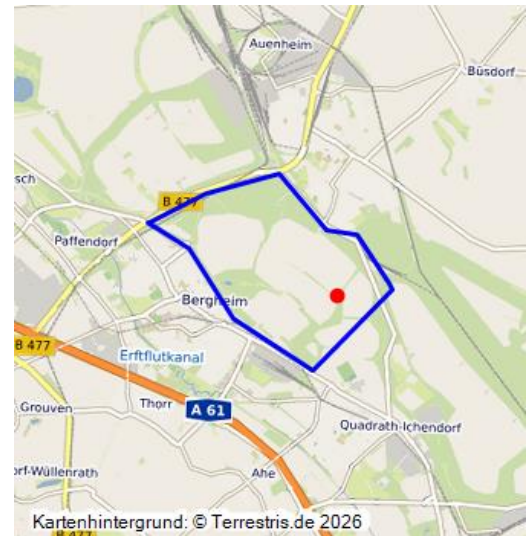 Auenheim
Büsdorf
sch
B 477
Paffendorf
Bergheim
B 477
Erftflutkanal
Grouven
Thorr
A 61
Quadrath-Ichendorf
Ahe
orf-Wüllenrath
Kartenhintergrund: © Terrestris.de 2026
B 477